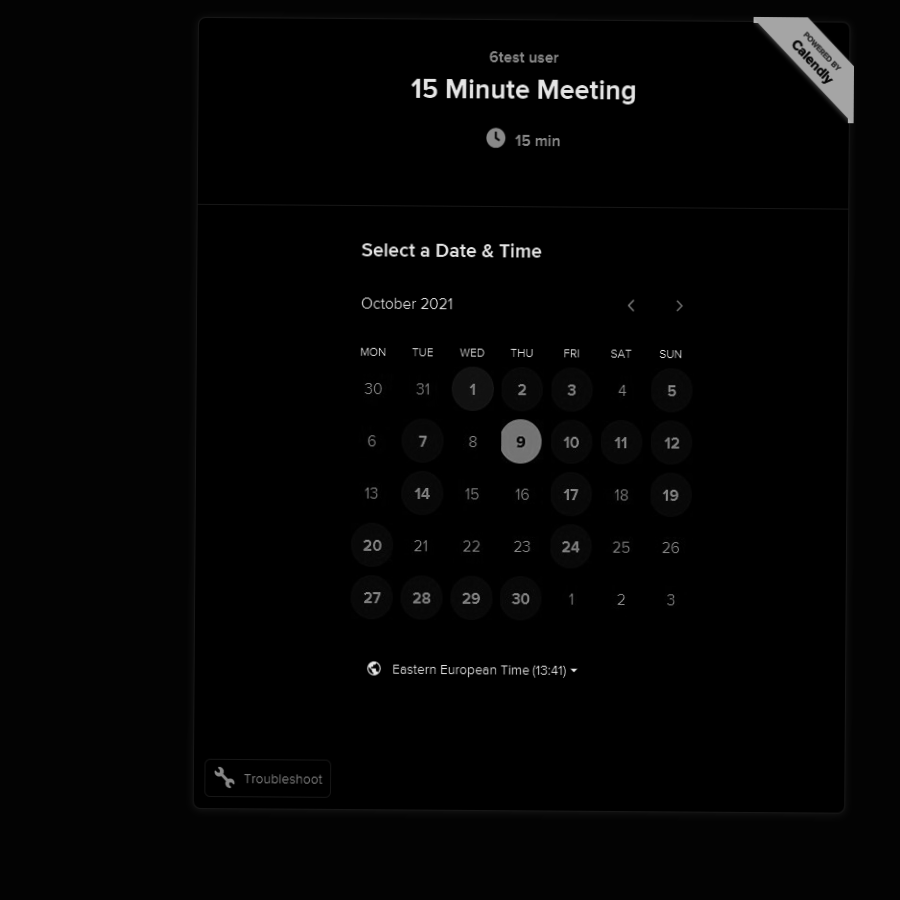 6test user
15 Minute Meeting
15 min
POWERED BY
Calendly
Select a Date & Time
October 2021
MON TUE WED THU FRI SAT SUN
30 31 1 2 3 4 5
6 7 8 9 10 11 12
13 14 15 16 17 18 19
20 21 22 23 24 25 26
27 28 29 30 1 2 3
Eastern European Time (13:41)
Troubleshoot